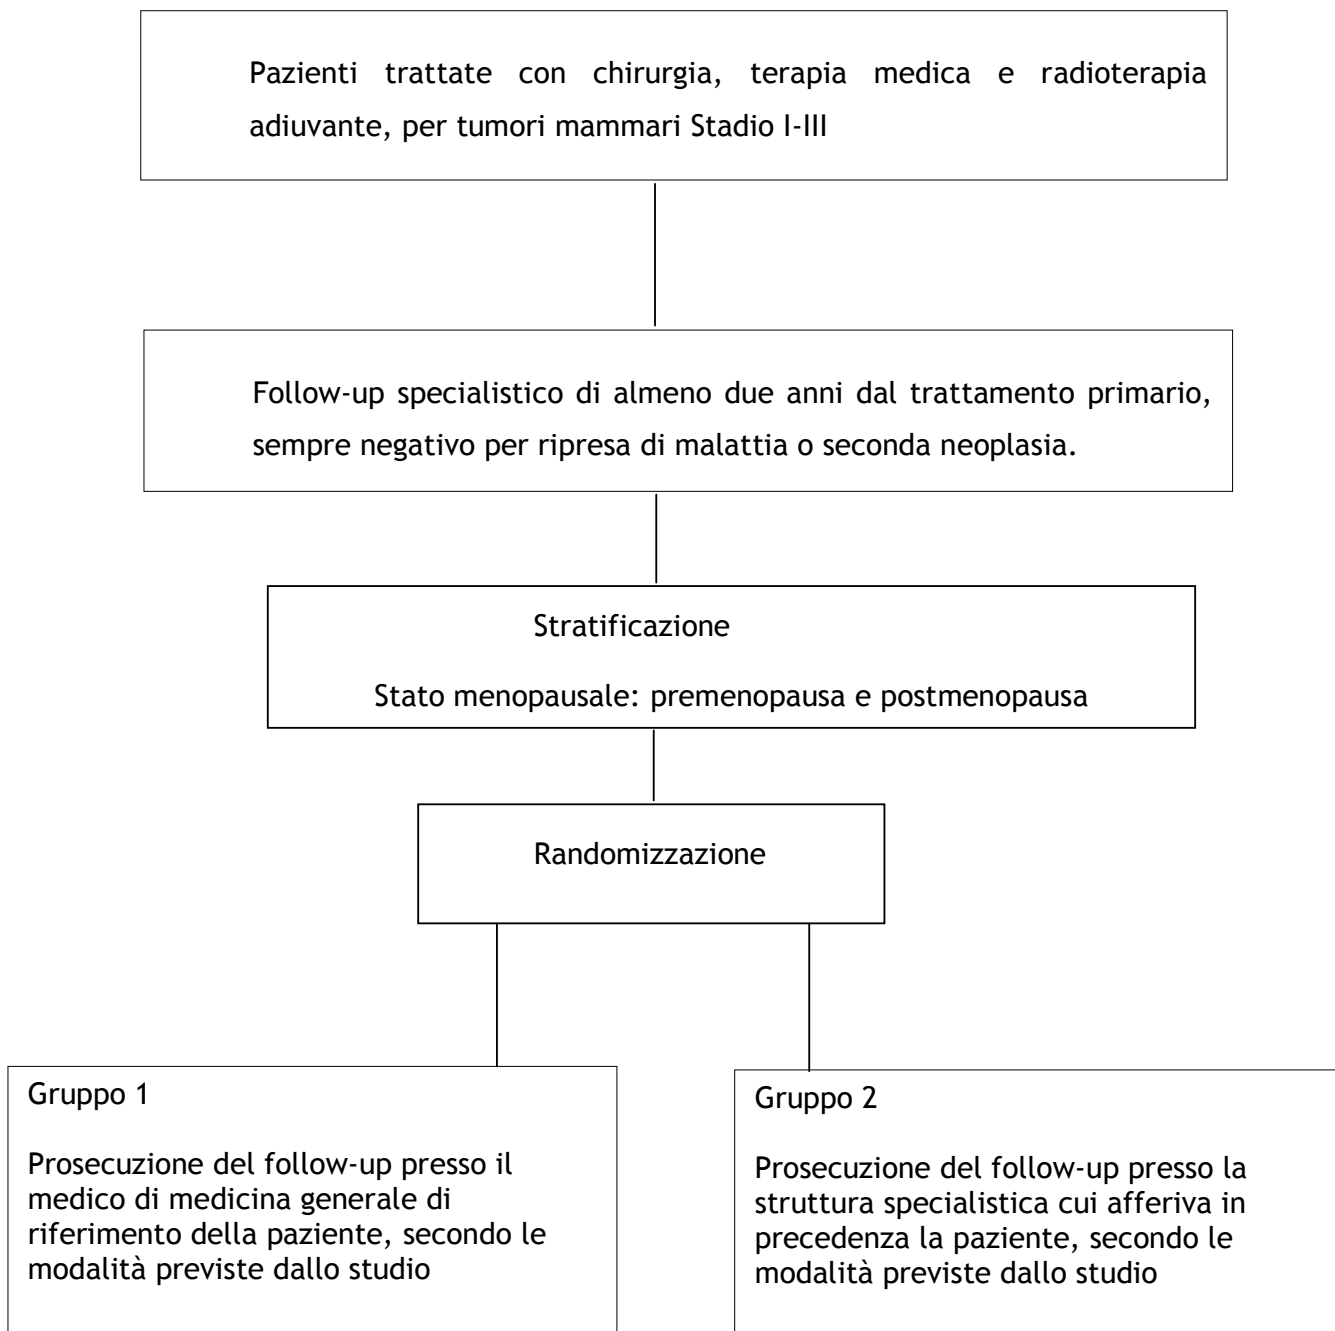 Pazienti trattate con chirurgia, terapia medica e radioterapia
adiuvante, per tumori mammari Stadio I-III
Follow-up specialistico di almeno due anni dal trattamento primario,
sempre negativo per ripresa di malattia o seconda neoplasia.
Stratificazione
Stato menopausale: premenopausa e postmenopausa
Randomizzazione
Gruppo 1
Prosecuzione del follow-up presso il
medico di medicina generale di
riferimento della paziente, secondo le
modalità previste dallo studio
Gruppo 2
Prosecuzione del follow-up presso la
struttura specialistica cui afferiva in
precedenza la paziente, secondo le
modalità previste dallo studio